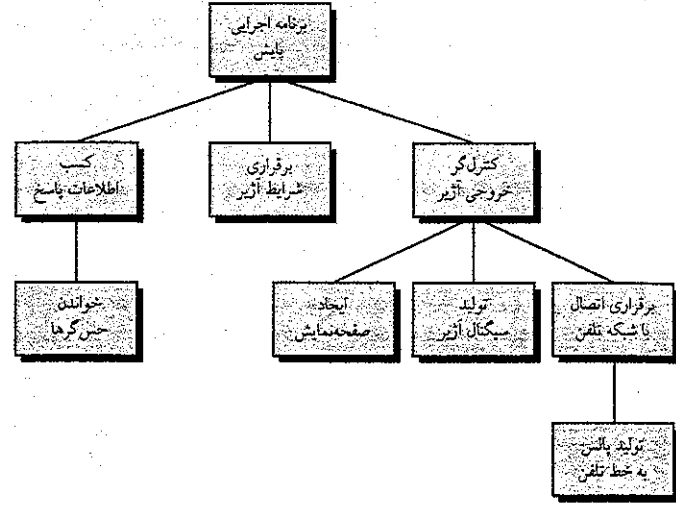 برنامه اجرایی
پایش
کسب
اطلاعات پاسخ
برقراری
شرایط آژیر
کنترل‌گر
خروجی آژیر
خواندن
حس‌گرها
ایجاد
صفحه‌نمایش
تولید
سیگنال آژیر
برقراری اتصال
با شبکه تلفن
تولید پالس
به خط تلفن